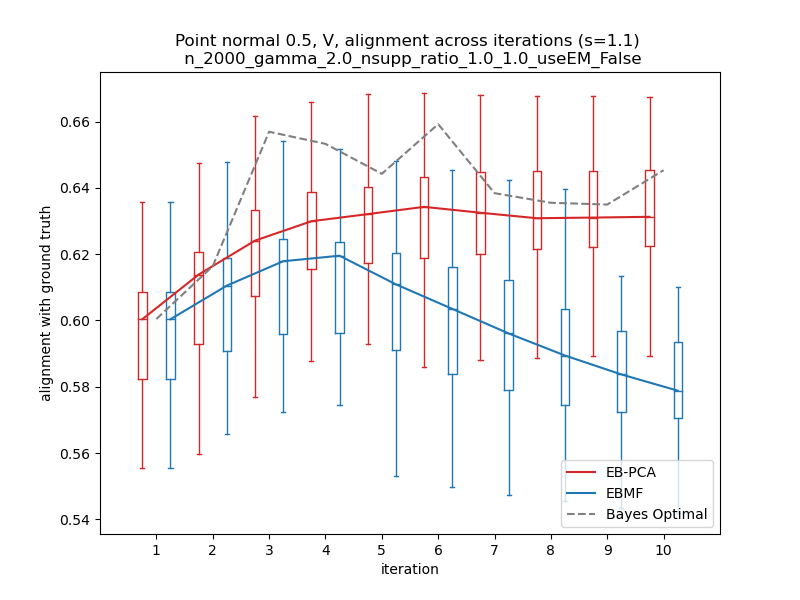 Point normal 0.5, V, alignment across iterations (s=1.1)
n_2000_gamma_2.0_nsupp_ratio_1.0_1.0_useEM_False
alignment with ground truth
0.66
0.64
0.62
0.60
0.58
0.56
0.54
EB-PCA
EBMF
Bayes Optimal
1 2 3 4 5 6 7 8 9 10
iteration